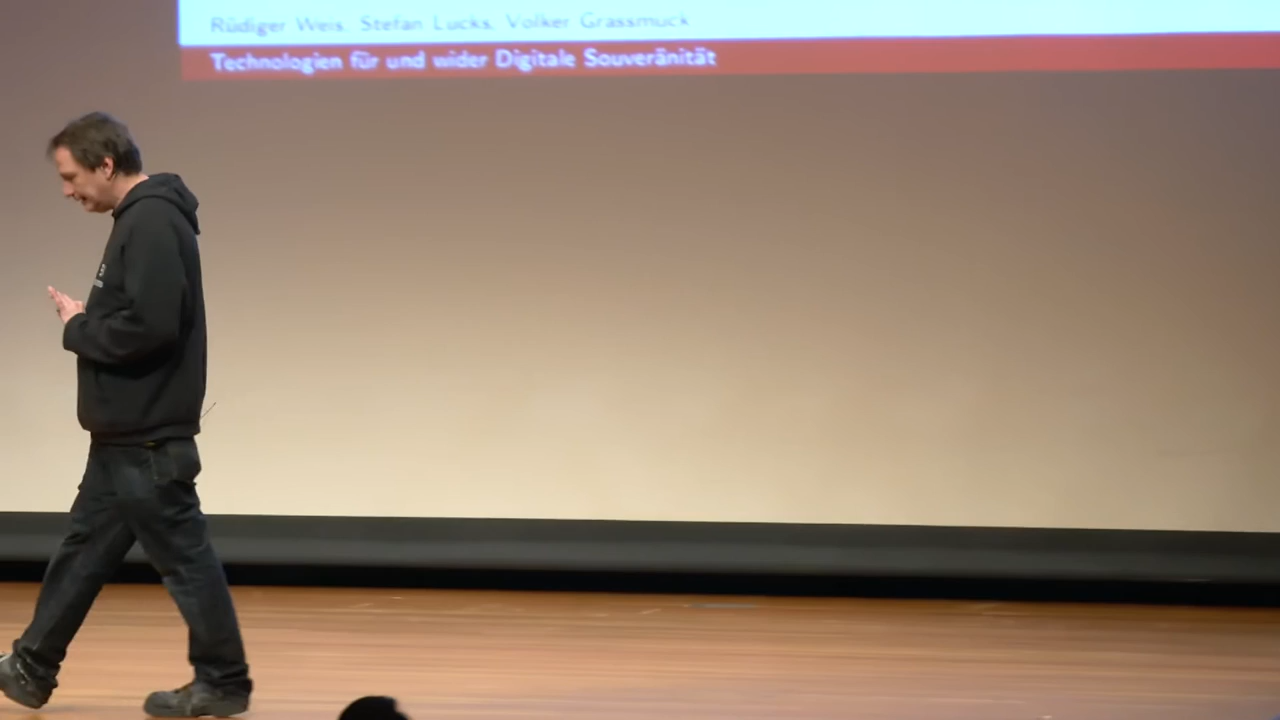 Rüdiger Weis, Stefan Lucks, Volker Grassmuck
Technologien für und wider Digitale Souveränität